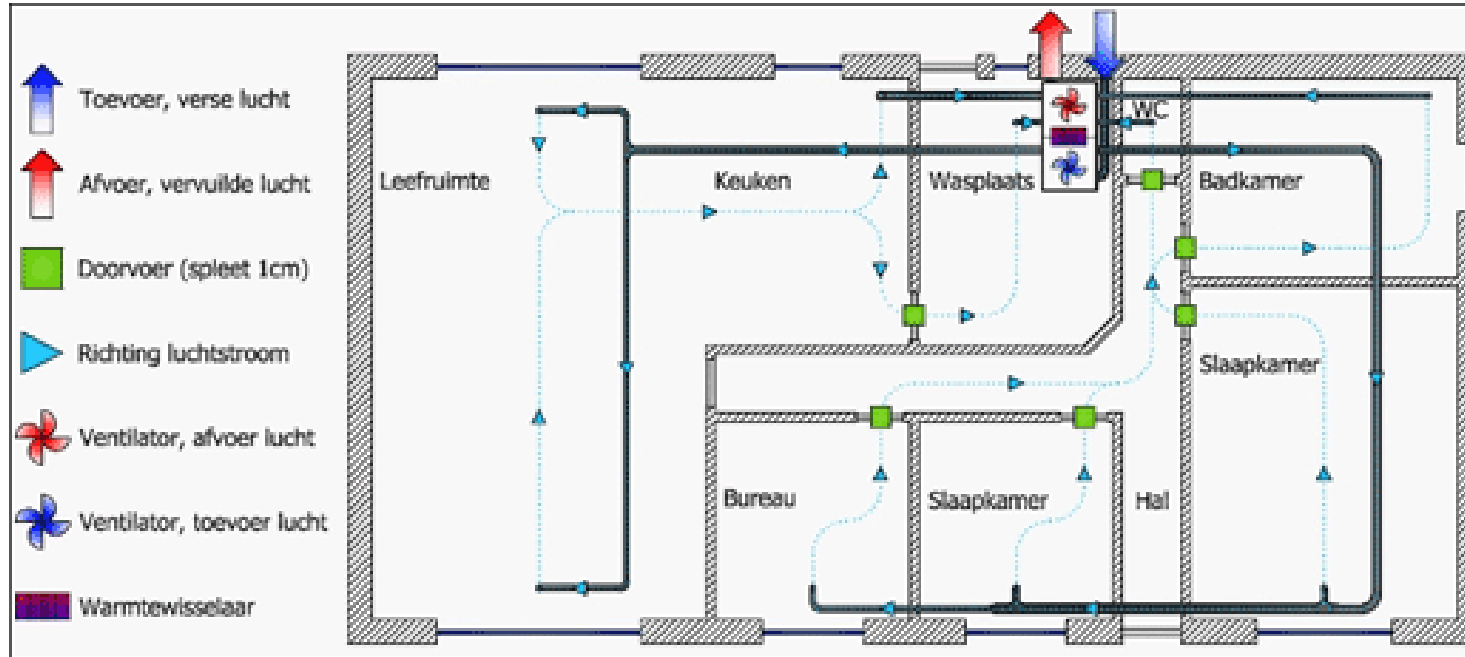 Toevoer, verse lucht
Afvoer, vervuilde lucht
Doorvoer (spleet 1cm)
Richting luchtstroom
Ventilator, afvoer lucht
Ventilator, toevoer lucht
Warmtewisselaar
WC
Leefruimte
Keuken
Wasplaats
Badkamer
Slaapkamer
Bureau
Slaapkamer
Hal